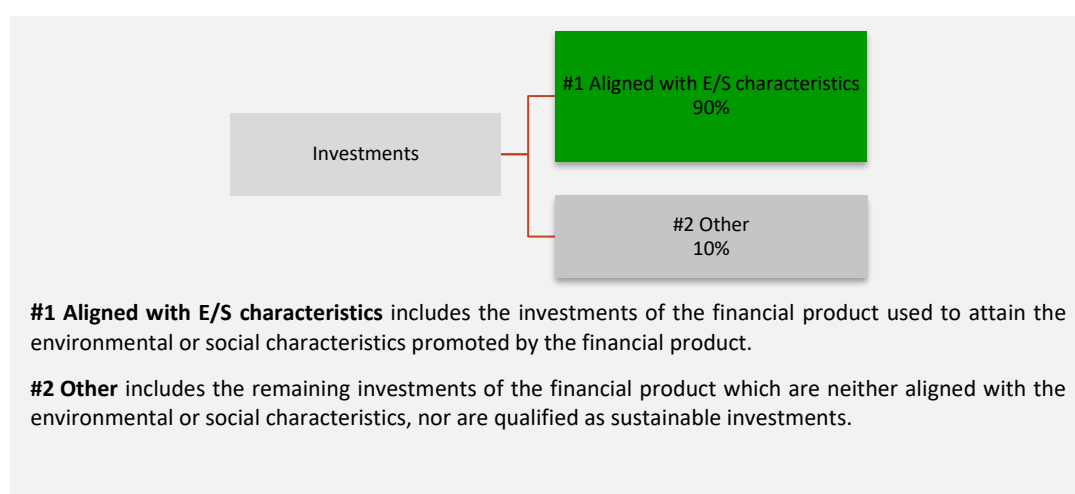 #1 Aligned with E/S characteristics
90%
Investments
#2 Other
10%
#1 Aligned with E/S characteristics includes the investments of the financial product used to attain the
environmental or social characteristics promoted by the financial product.
#2 Other includes the remaining investments of the financial product which are neither aligned with the
environmental or social characteristics, nor are qualified as sustainable investments.